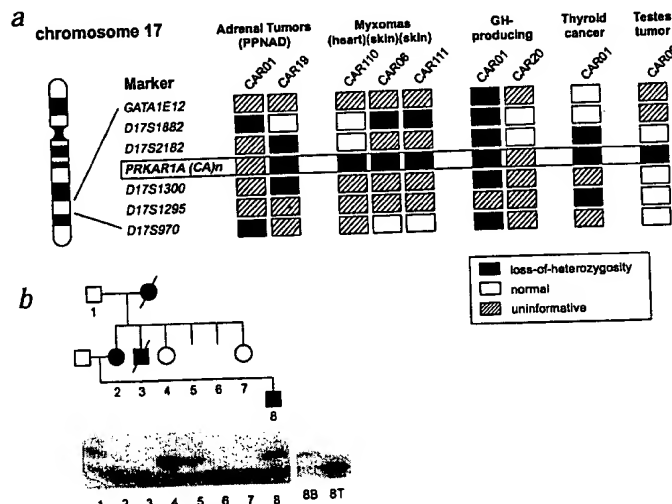 a
chromosome 17
Adrenal Tumors
(PPNAD)
Myxomas
(heart)(skin)(skin)
GH-
producing
Thyroid
cancer
Testes
tumor
CAR01 CAR19 CAR110 CAR06 CAR111 CAR01 CAR20 CAR01
Marker
GATA1E12
D17S1882
D17S2182
PRKAR1A (CA)n
D17S1300
D17S1295
D17S970
loss-of-heterozygosity
normal
uninformative
b
1
2 3 4 5 6 7
8
1 2 3 4 5 6 7 8 8B 8T